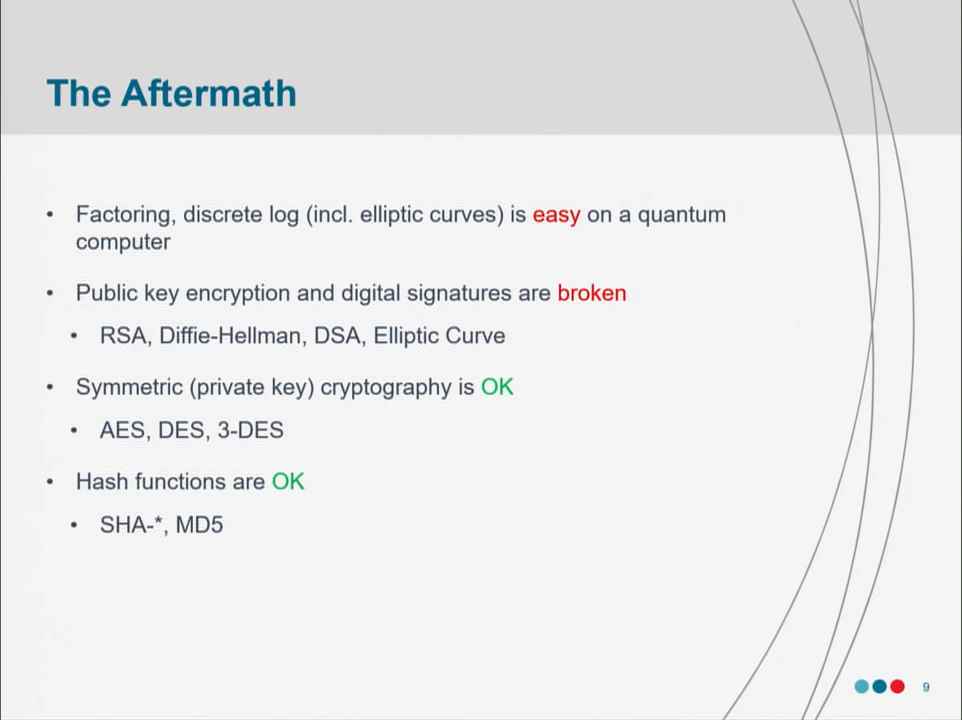 The Aftermath
• Factoring, discrete log (incl. elliptic curves) is easy on a quantum
computer
• Public key encryption and digital signatures are broken
• RSA, Diffie-Hellman, DSA, Elliptic Curve
• Symmetric (private key) cryptography is OK
• AES, DES, 3-DES
• Hash functions are OK
• SHA-*, MD5
9